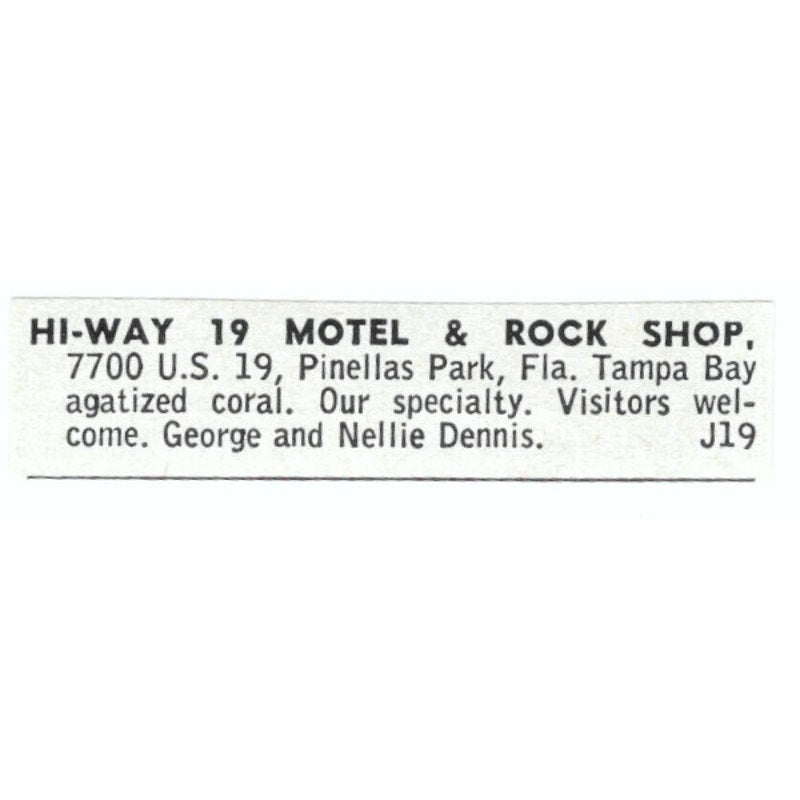 HI-WAY 19 MOTEL & ROCK SHOP,
7700 U.S. 19, Pinellas Park, Fla. Tampa Bay
agatized coral. Our specialty. Visitors wel-
come. George and Nellie Dennis. J19